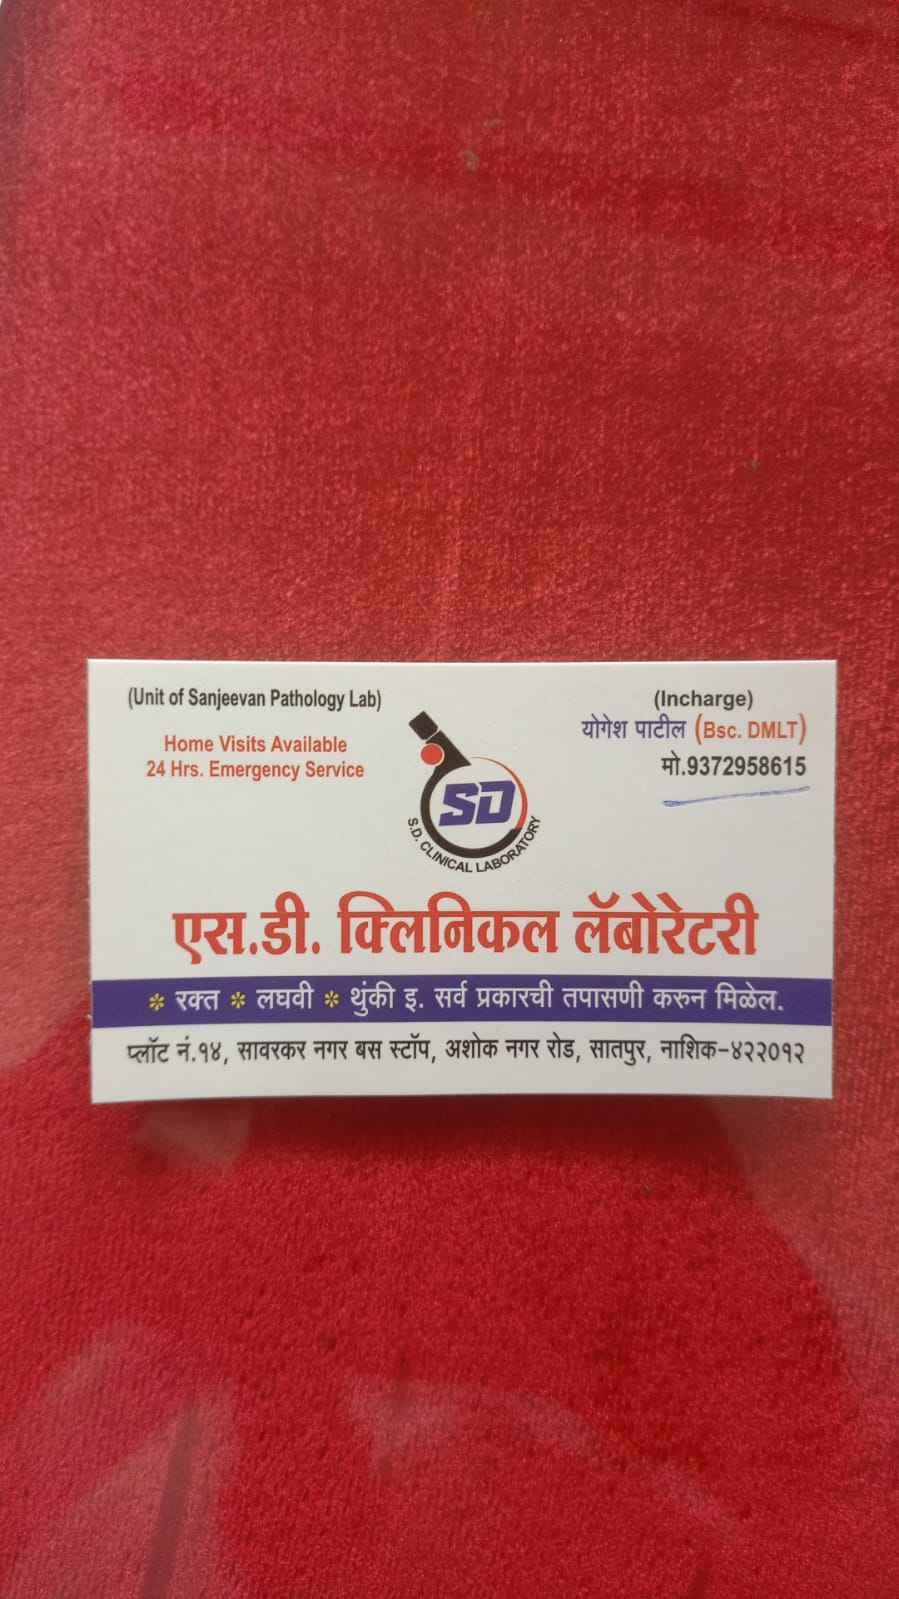 (Unit of Sanjeevan Pathology Lab)
Home Visits Available
24 Hrs. Emergency Service
SD
S.D. CLINICAL LABORATORY
(Incharge)
योगेश पाटील (Bsc. DMLT)
मो.9372958615
एस.डी. क्लिनिकल लॅबोरेटरी
* रक्त * लघवी * थुंकी इ. सर्व प्रकारची तपासणी करुन मिळेल.
प्लॉट नं.१४, सावरकर नगर बस स्टॉप, अशोक नगर रोड, सातपुर, नाशिक-४२२०१२